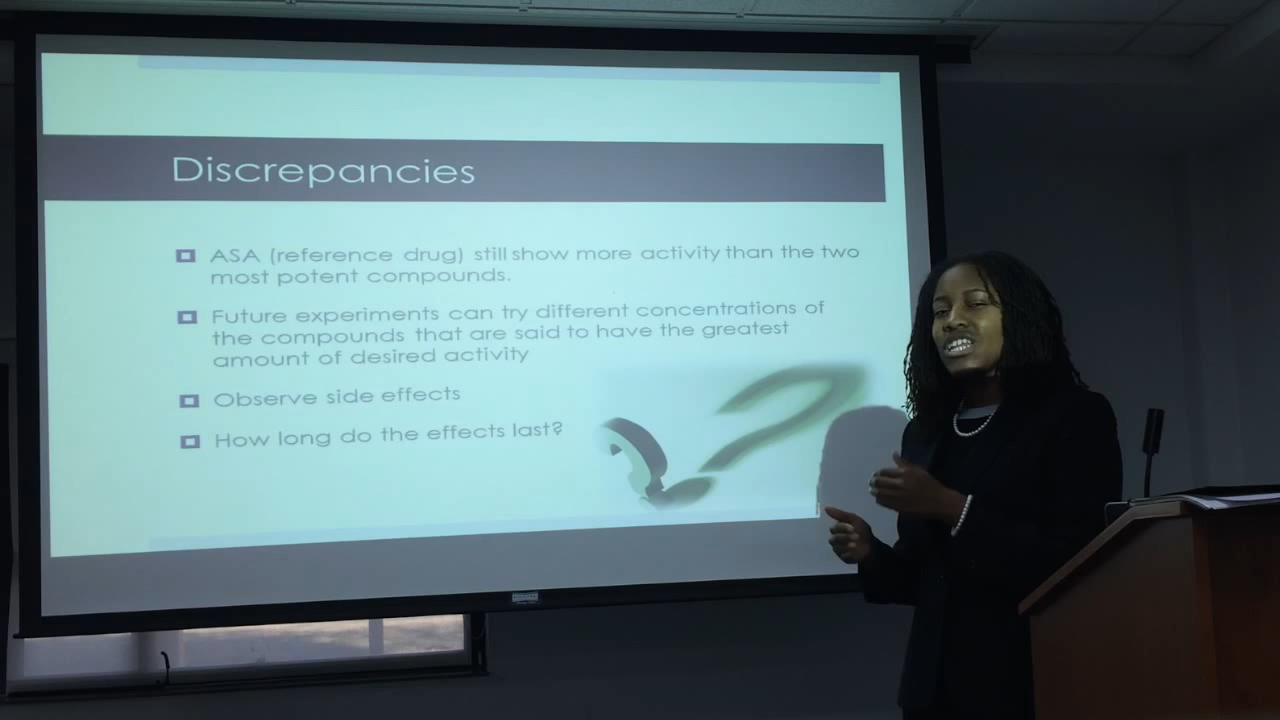 Discrepancies
ASA (reference drug) still show more activity than the two
most potent compounds.
Future experiments can try different concentrations of
the compounds that are said to have the greatest
amount of desired activity
Observe side effects
How long do the effects last?